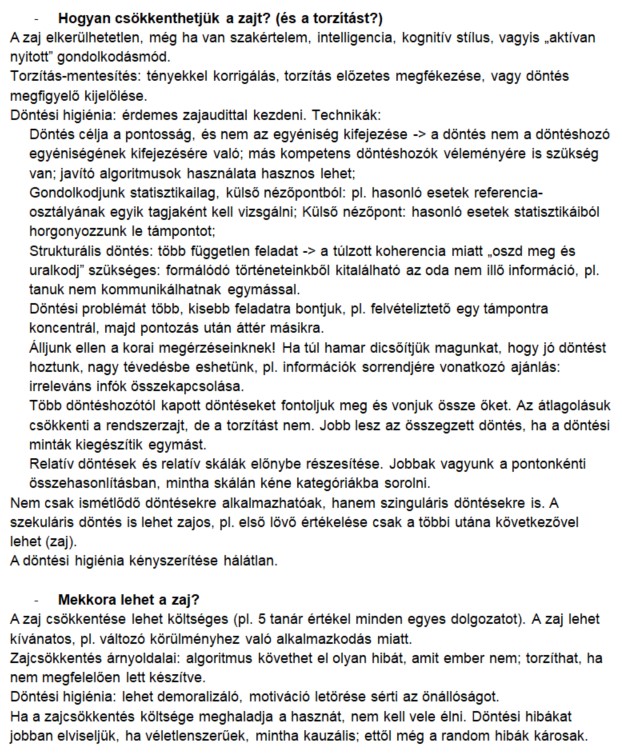 - Hogyan csökkenthetjük a zajt? (és a torzítást?)
A zaj elkerülhetetlen, még ha van szakértelem, intelligencia, kognitív stílus, vagyis „aktívan
nyitott” gondolkodásmód.
Torzítás-mentesítés: tényekkel korrigálás, torzítás előzetes megfékezése, vagy döntés
megfigyelő kijelölése.
Döntési higiénia: érdemes zajaudittal kezdeni. Technikák:
Döntés célja a pontosság, és nem az egyéniség kifejezése -> a döntés nem a döntéshozó
egyéniségének kifejezésére való; más kompetens döntéshozók véleményére is szükség
van; javító algoritmusok használata hasznos lehet;
Gondolkodjunk statisztikailag, külső nézőpontból: pl. hasonló esetek referencia-
osztályának egyik tagjaként kell vizsgálni; Külső nézőpont: hasonló esetek statisztikáiból
horgonyozzunk le támpontot;
Strukturális döntés: több független feladat -> a túlzott koherencia miatt „oszd meg és
uralkodj” szükséges: formálódó történeteinkből kitalálható az oda nem illő információ, pl.
tanuk nem kommunikálhatnak egymással.
Döntési problémát több, kisebb feladatra bontjuk, pl. felvételiztető egy támpontra
koncentrál, majd pontozás után áttér másikra.
Álljunk ellen a korai megérzéseinknek! Ha túl hamar dicsőítjük magunkat, hogy jó döntést
hoztunk, nagy tévedésbe eshetünk, pl. információk sorrendjére vonatkozó ajánlás:
irreleváns infók összekapcsolása.
Több döntéshozótól kapott döntéseket fontoljuk meg és vonjuk össze őket. Az átlagolásuk
csökkenti a rendszerzajt, de a torzítást nem. Jobb lesz az összegzett döntés, ha a döntési
minták kiegészítik egymást.
Relatív döntések és relatív skálák előnybe részesítése. Jobbak vagyunk a pontonkénti
összehasonlításban, mintha skálán kéne kategóriákba sorolni.
Nem csak ismétlődő döntésekre alkalmazhatóak, hanem szinguláris döntésekre is. A
szekuláris döntés is lehet zajos, pl. első lövő értékelése csak a többi utána következővel
lehet (zaj).
A döntési higiénia kényszerítése hálátlan.
- Mekkora lehet a zaj?
A zaj csökkentése lehet költséges (pl. 5 tanár értékel minden egyes dolgozatot). A zaj lehet
kívánatos, pl. változó körülményhez való alkalmazkodás miatt.
Zajcsökkentés árnyoldalai: algoritmus követhet el olyan hibát, amit ember nem; torzíthat, ha
nem megfelelően lett készítve.
Döntési higiénia: lehet demoralizáló, motiváció letörése sérti az önállóságot.
Ha a zajcsökkentés költsége meghaladja a hasznát, nem kell vele élni. Döntési hibákat
jobban elviseljük, ha véletlenszerűek, mintha kauzális; ettől még a random hibák károsak.